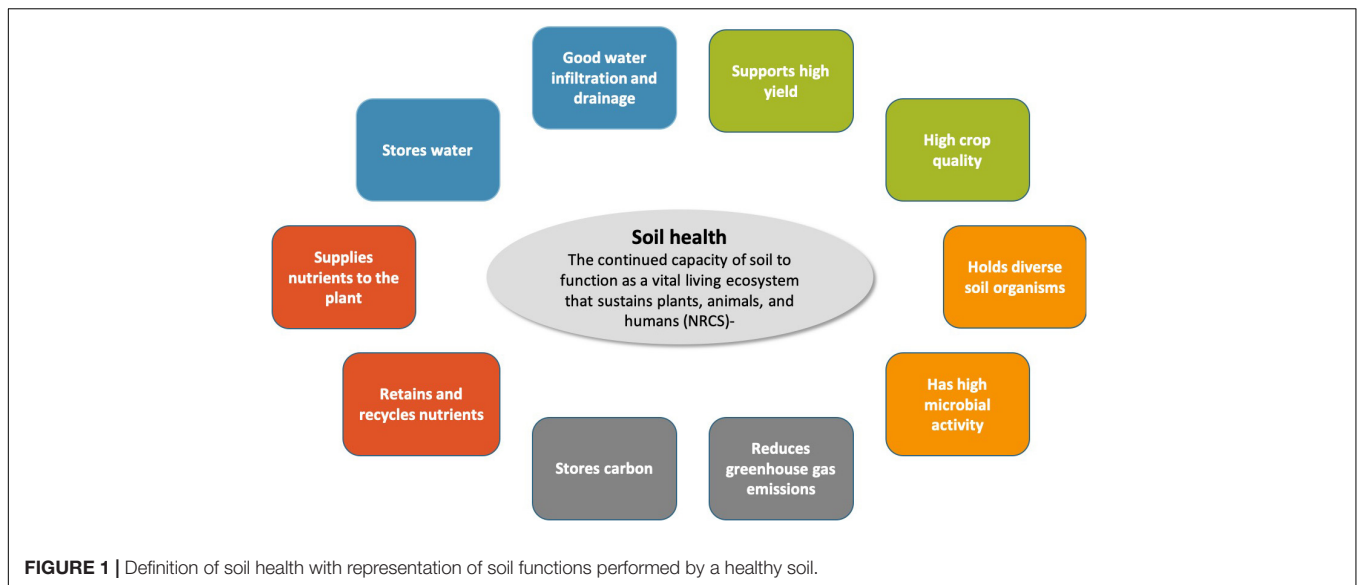 Good water
infiltration and
drainage
Supports high
yield
Stores water
High crop
quality
Supplies
nutrients to the
plant
Soil health
The continued capacity of soil to
function as a vital living ecosystem
that sustains plants, animals, and
humans (NRCS)-
Holds diverse
soil organisms
Retains and
recycles nutrients
Has high
microbial
activity
Stores carbon
Reduces
greenhouse gas
emissions
FIGURE 1 | Definition of soil health with representation of soil functions performed by a healthy soil.